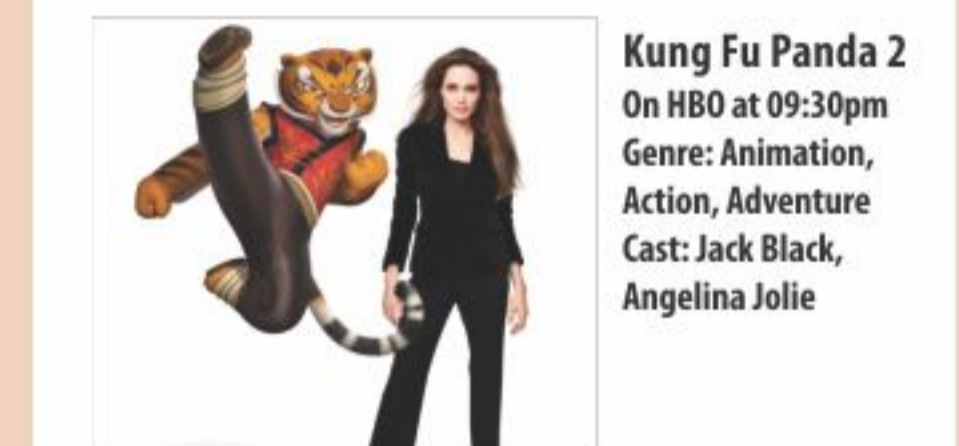 Kung Fu Panda 2
On HBO at 09:30pm
Genre: Animation,
Action, Adventure
Cast: Jack Black,
Angelina Jolie